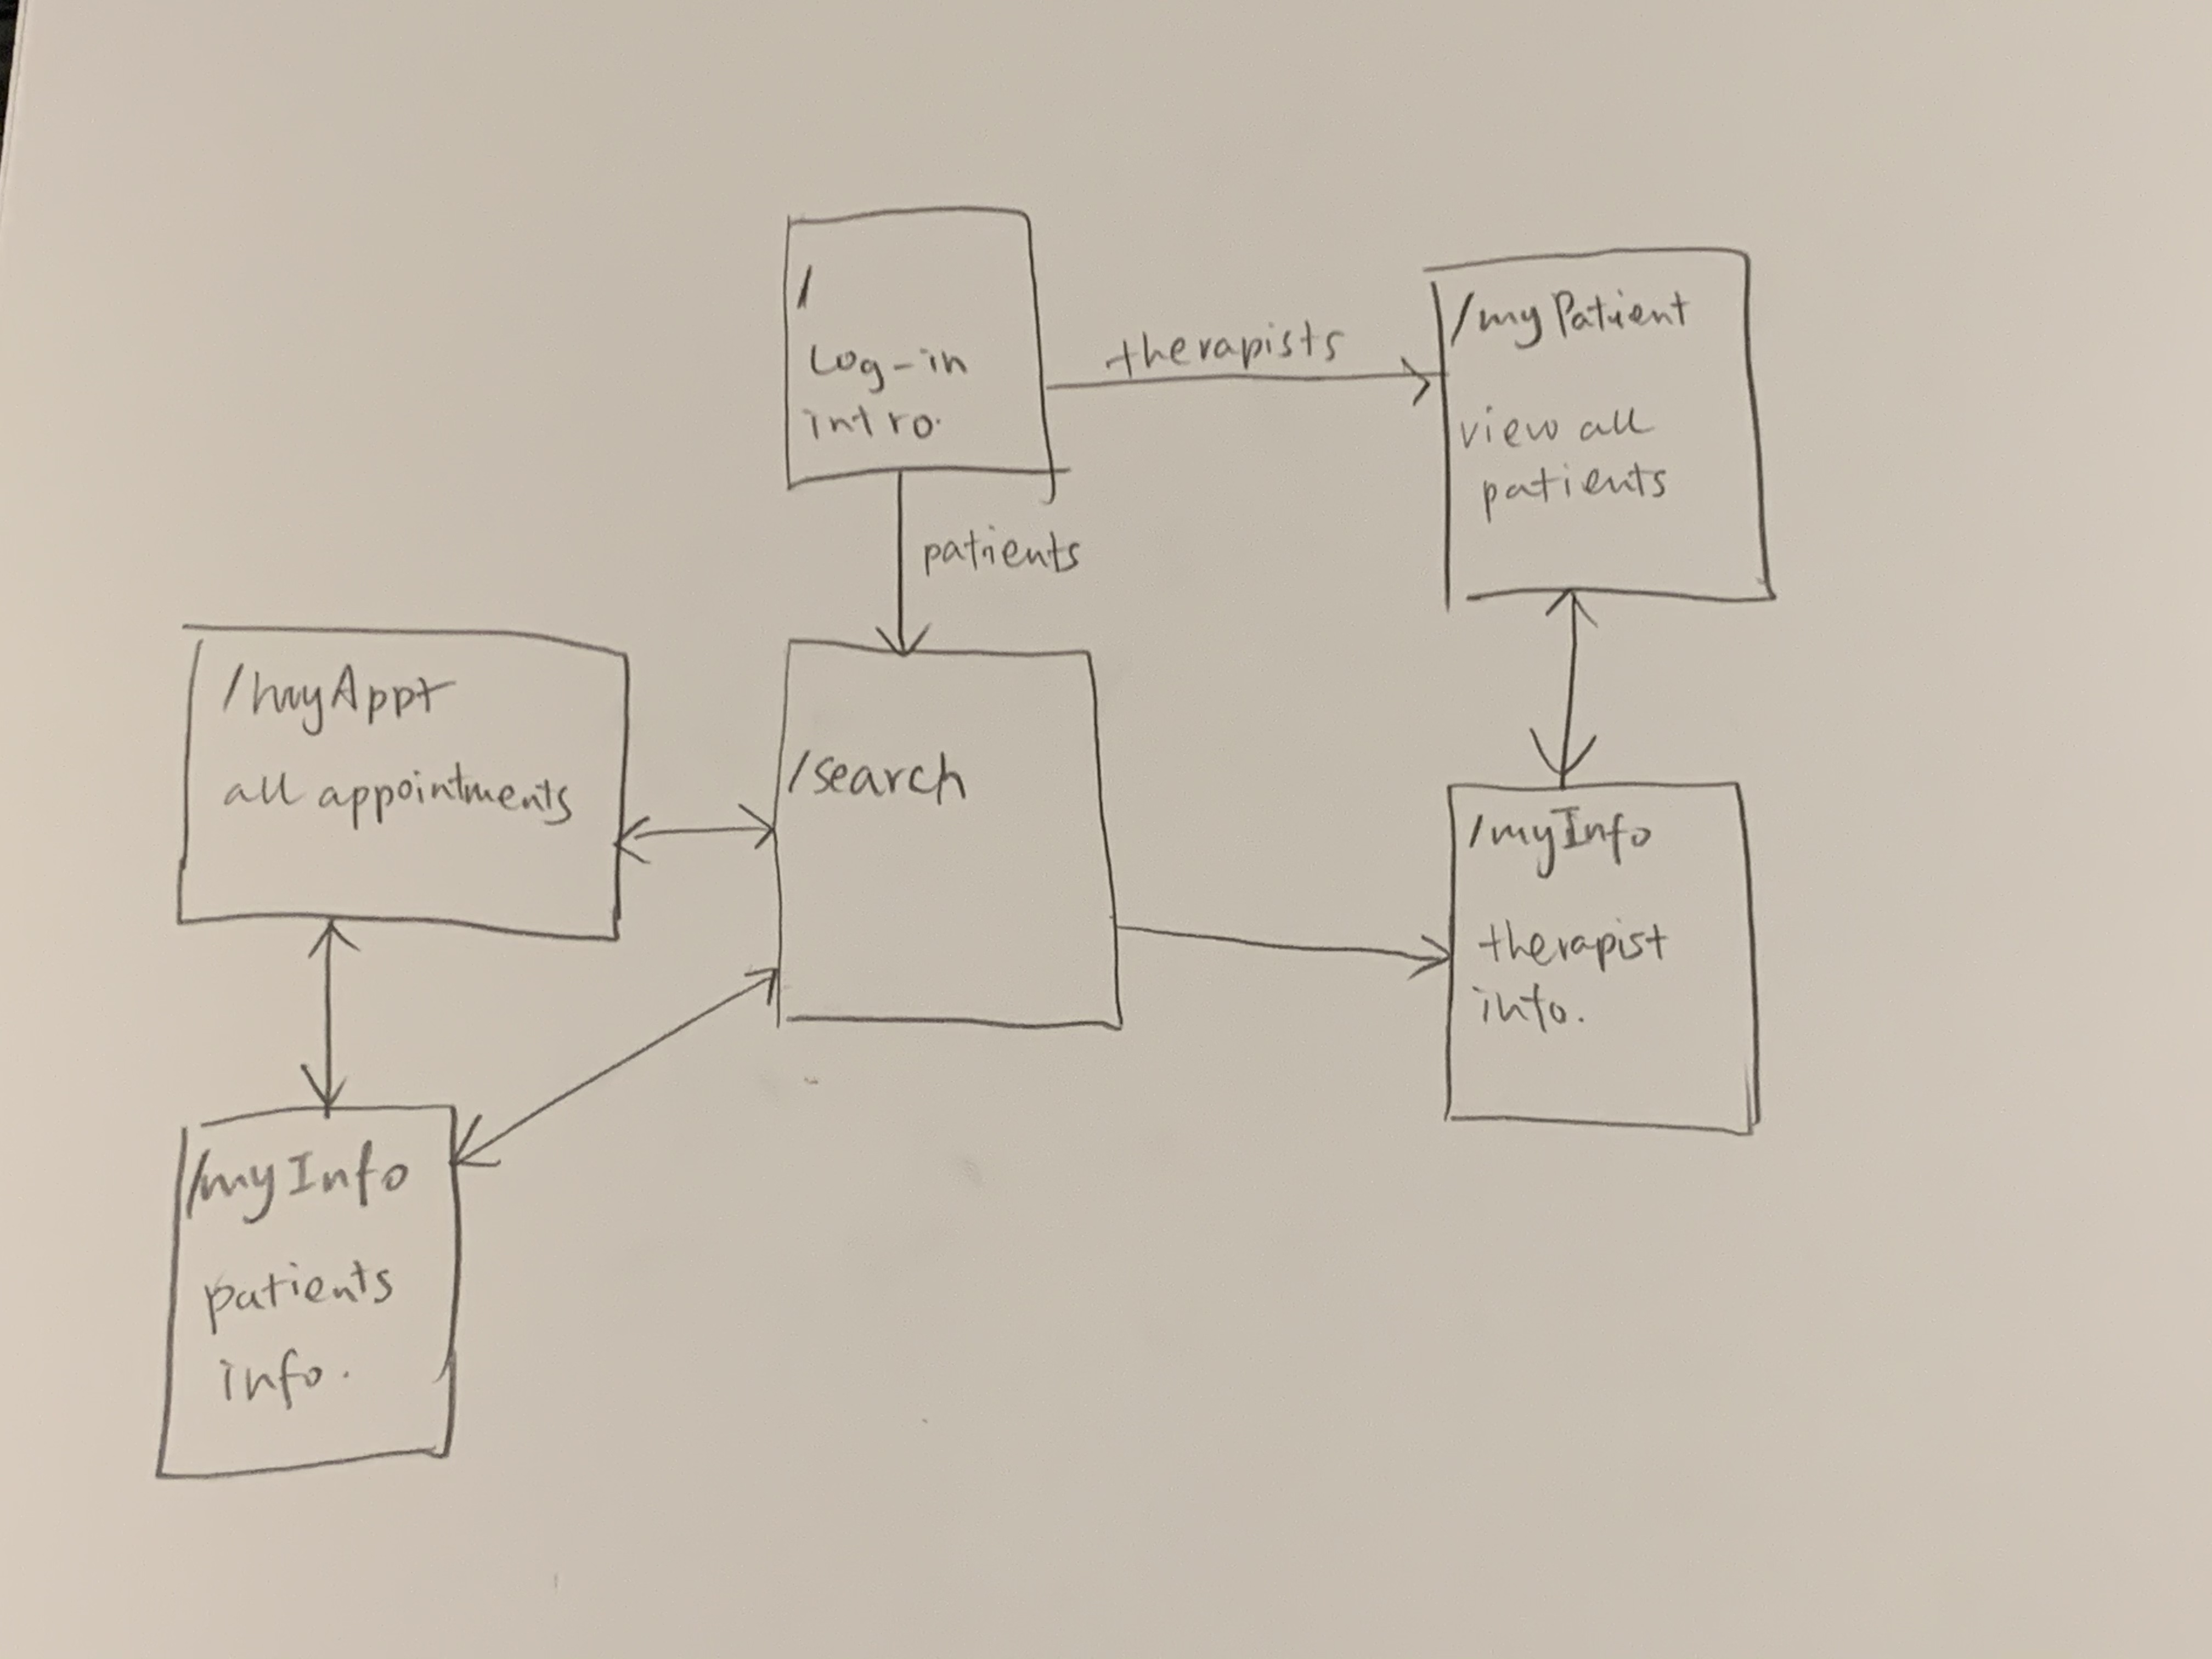 /
Log-in
intro.
therapists
/myPatient
view all
patients
patients
/myAppt
all appointments
/search
/myInfo
therapist
info.
/myInfo
patients
info.